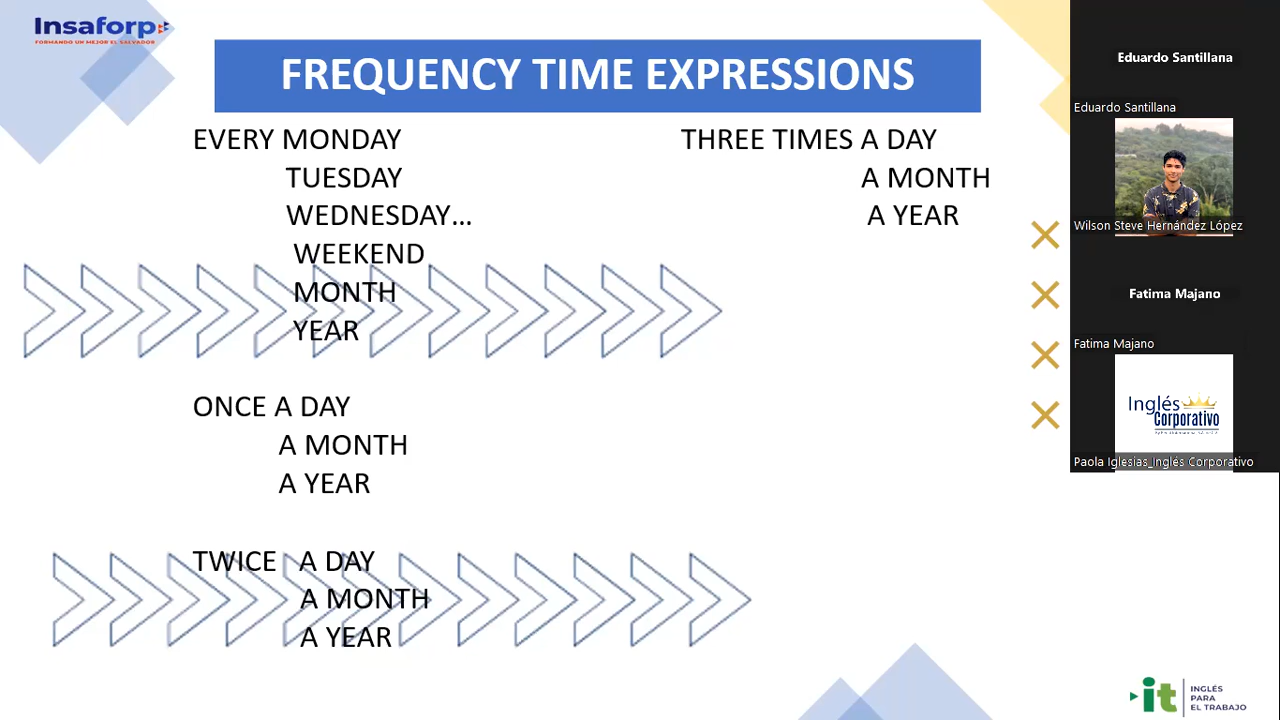 Insaforp
FORMANDO UN MEJOR EL SALVADOR
FREQUENCY TIME EXPRESSIONS
EVERY MONDAY
TUESDAY
WEDNESDAY...
WEEKEND
MONTH
YEAR
ONCE A DAY
A MONTH
A YEAR
TWICE A DAY
A MONTH
A YEAR
THREE TIMES A DAY
A MONTH
A YEAR
Eduardo Santillana
Eduardo Santillana
Wilson Steve Hernández López
Fatima Majano
Fatima Majano
Inglés
Corporativo
Paola Iglesias_Inglés Corporativo
it
INGLÉS
PARA
EL TRABAJO